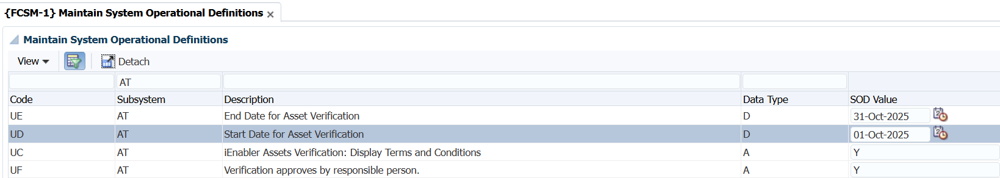 {FCSM-1} Maintain System Operational Definitions ×
Maintain System Operational Definitions
View Detach
AT
Code Subsystem Description Data Type SOD Value
UE AT End Date for Asset Verification D 31-Oct-2025
UD AT Start Date for Asset Verification D 01-Oct-2025
UC AT iEnabler Assets Verification: Display Terms and Conditions A Y
UF AT Verification approves by responsible person. A Y